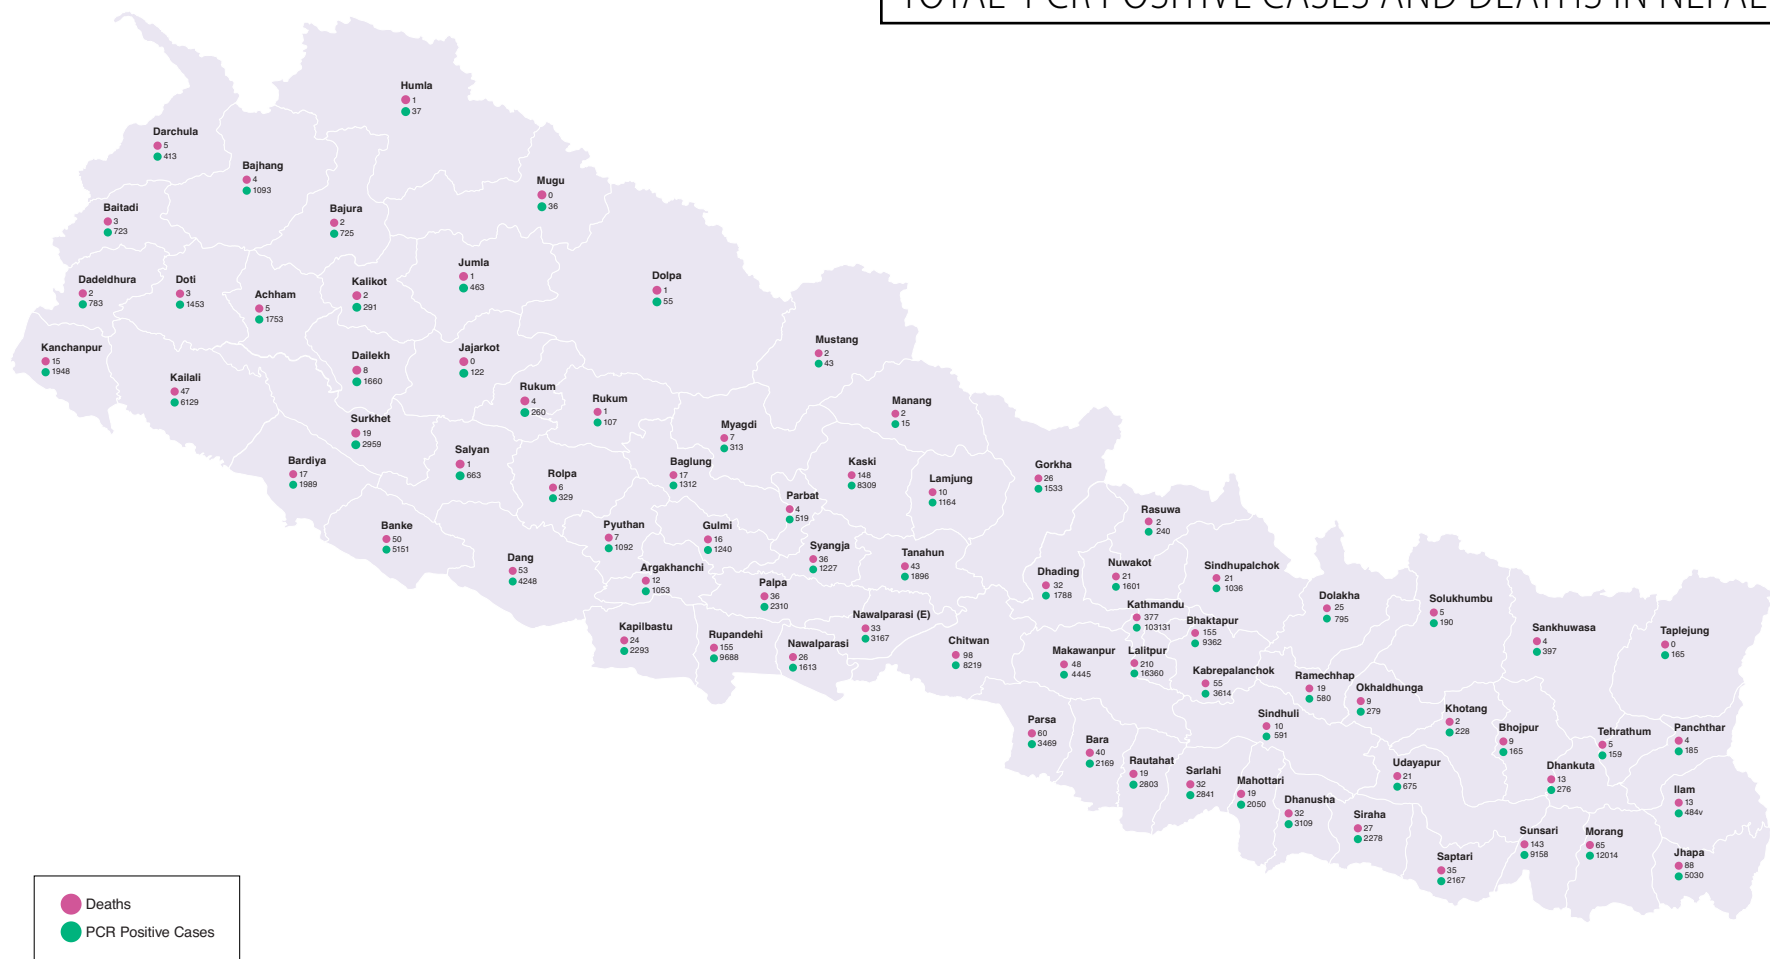 TOTAL PCR POSITIVE CASES AND DEATHS IN NEPAL
Humla
1
37
Darchula
5
413
Bajhang
4
1093
Mugu
0
36
Baitadi
3
723
Bajura
2
725
Jumla
1
463
Dolpa
1
55
Dadeldhura
2
783
Doti
3
1453
Achham
5
1753
Kalikot
2
291
Mustang
2
43
Kanchanpur
15
1948
Kailali
47
6129
Dailekh
8
1660
Jajarkot
0
122
Rukum
4
260
Rukum
1
107
Manang
2
15
Surkhet
19
2959
Myagdi
7
313
Salyan
1
663
Bardiya
17
1989
Rolpa
6
329
Baglung
17
1312
Kaski
148
8309
Lamjung
10
1164
Gorkha
26
1533
Parbat
4
519
Rasuwa
2
240
Banke
50
5151
Pyuthan
7
1092
Gulmi
16
1240
Syangja
36
1227
Tanahun
43
1896
Dang
53
4248
Argakhanchi
12
1053
Palpa
36
2310
Dhading
32
1788
Nuwakot
21
1601
Sindhupalchok
21
1036
Dolakha
25
795
Solukhumbu
5
190
Kathmandu
377
103131
Bhaktapur
155
9362
Nawalparasi (E)
33
3167
Kapilbastu
24
2293
Rupandehi
155
9688
Nawalparasi
26
1613
Chitwan
98
8219
Makawanpur
48
4445
Lalitpur
210
16360
Sankhuwasa
4
397
Taplejung
0
165
Kabrepalanchok
55
3614
Ramechhap
19
580
Okhaldhunga
9
279
Sindhuli
10
591
Khotang
2
228
Bhojpur
9
165
Tehrathum
5
159
Panchthar
4
185
Parsa
60
3469
Bara
40
2169
Rautahat
19
2803
Sarlahi
32
2841
Mahottari
19
2050
Udayapur
21
675
Dhankuta
13
276
Dhanusha
32
3109
Siraha
27
2278
Ilam
13
484v
Saptari
35
2167
Sunsari
143
9158
Morang
65
12014
Jhapa
88
5030
Deaths
PCR Positive Cases